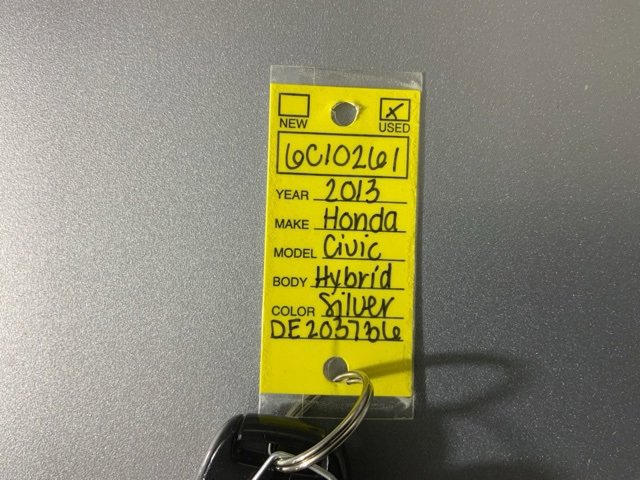 NEW USED
6C10261
YEAR 2013
MAKE Honda
MODEL Civic
BODY Hybrid
COLOR Silver
DE203736